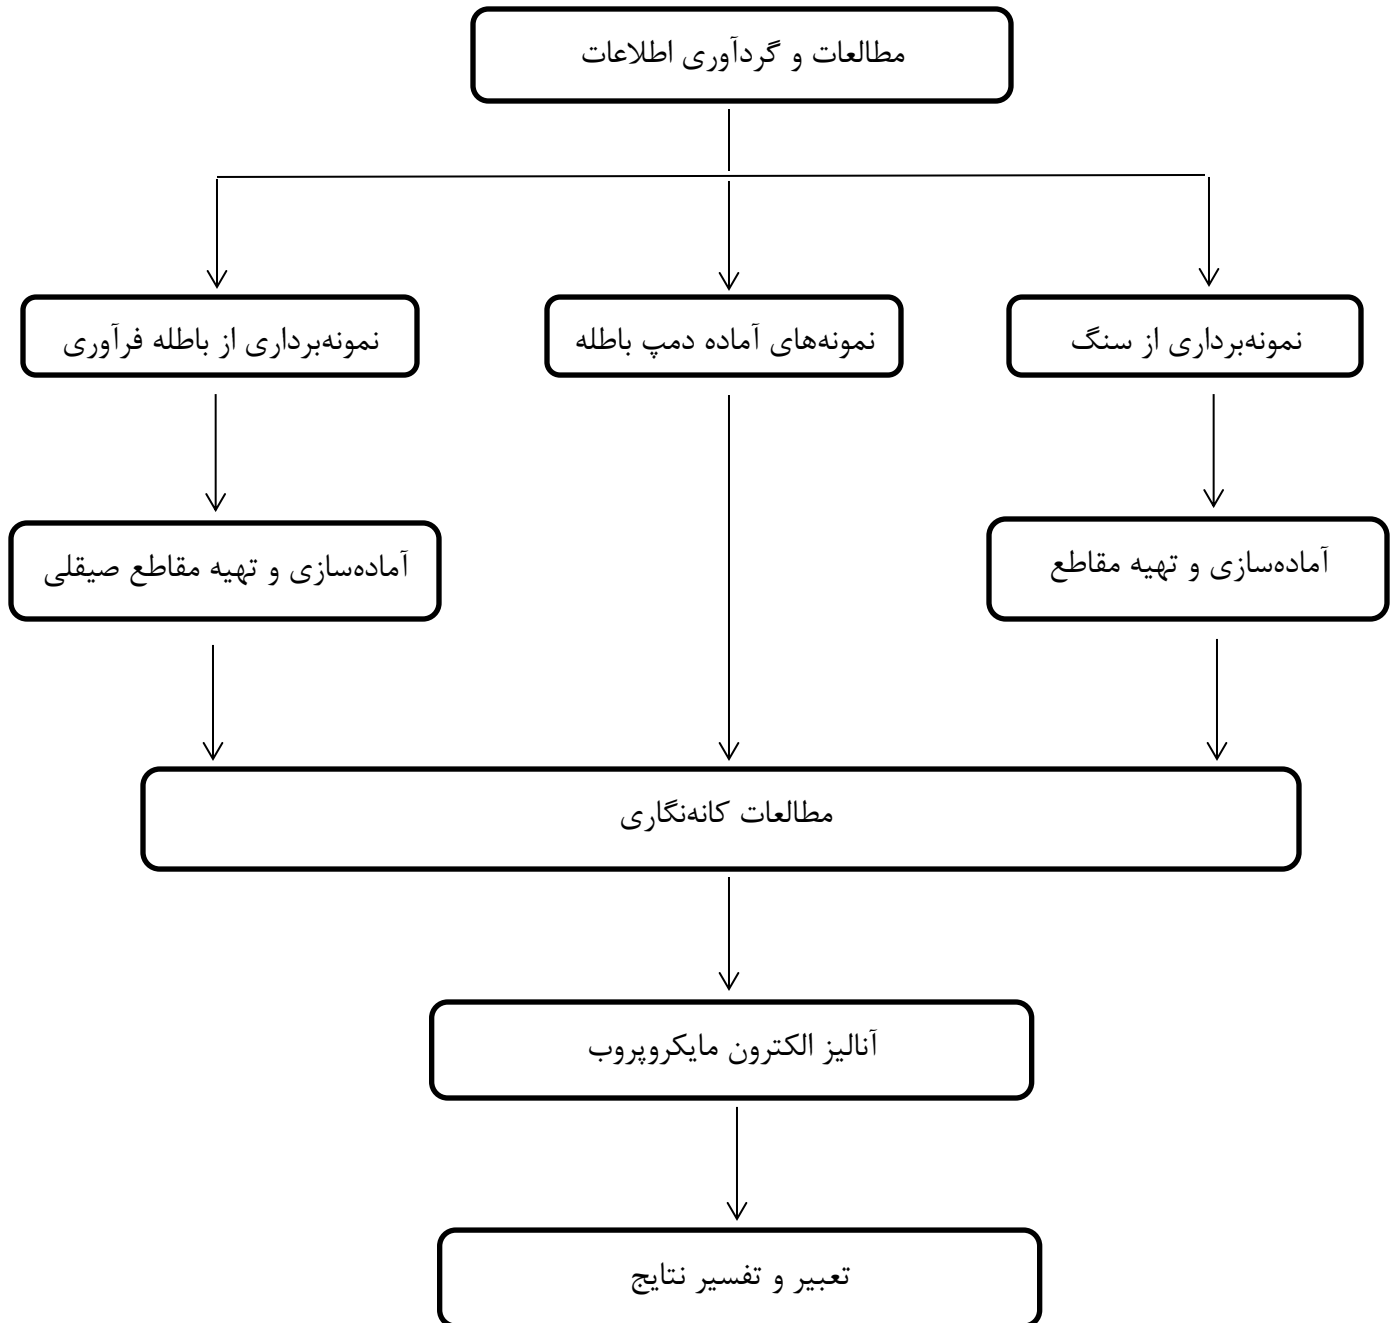 مطالعات و گردآوری اطلاعات
نمونه‌برداری از سنگ
نمونه‌های آماده دمپ باطله
نمونه‌برداری از باطله فرآوری
آماده‌سازی و تهیه مقاطع
آماده‌سازی و تهیه مقاطع صیقلی
مطالعات کانه‌نگاری
آنالیز الکترون مایکروپروب
تعبیر و تفسیر نتایج